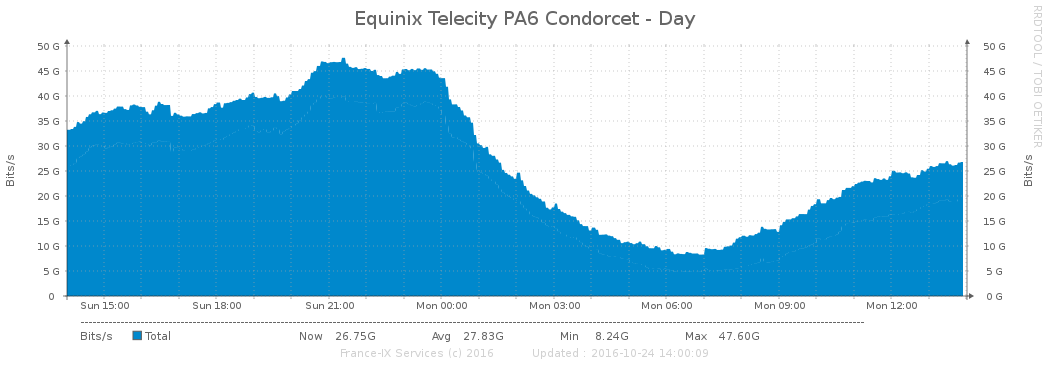 Equinix Telecity PA6 Condorcet - Day
RRDTOOL / TOBI OETIKER
Bits/s
50 G 50 G
45 G 45 G
40 G 40 G
35 G 35 G
30 G 30 G
25 G 25 G
20 G 20 G
15 G 15 G
10 G 10 G
5 G 5 G
0 0 G
Bits/s
Sun 15:00 Sun 18:00 Sun 21:00 Mon 00:00 Mon 03:00 Mon 06:00 Mon 09:00 Mon 12:00
Bits/s Total Now 26.75G Avg 27.83G Min 8.24G Max 47.60G
France-IX Services (c) 2016 Updated : 2016-10-24 14:00:09